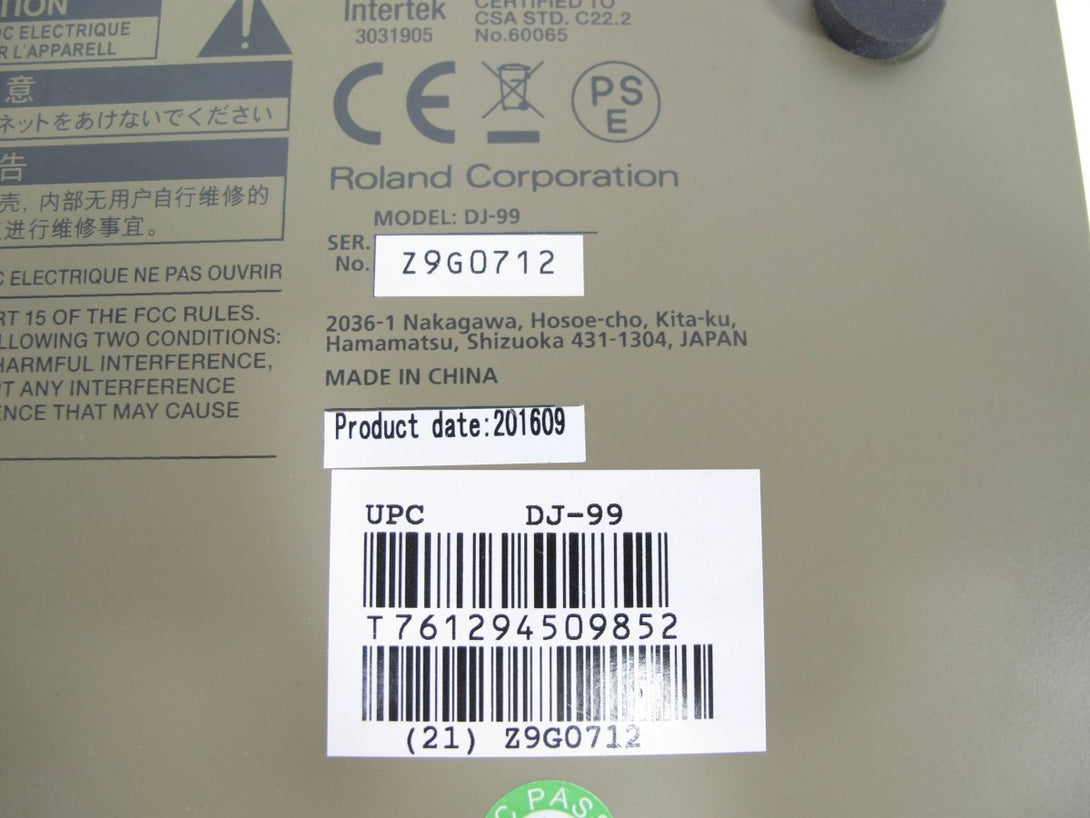 TION
OC ELECTRIQUE
R L'APPARELL
意
ネットをあけないでください
告
壳, 内部无用户自行维修的
进行维修事宜。
C ELECTRIQUE NE PAS OUVRIR
RT 15 OF THE FCC RULES.
LLOWING TWO CONDITIONS:
HARMFUL INTERFERENCE,
PT ANY INTERFERENCE
ENCE THAT MAY CAUSE
Intertek
3031905
CERTIFIED TO
CSA STD. C22.2
No.60065
CE
PS
E
Roland Corporation
MODEL: DJ-99
SER.
No.
Z9G0712
2036-1 Nakagawa, Hosoe-cho, Kita-ku,
Hamamatsu, Shizuoka 431-1304, JAPAN
MADE IN CHINA
Product date:201609
UPC DJ-99
T761294509852
(21) Z9G0712
C PASS